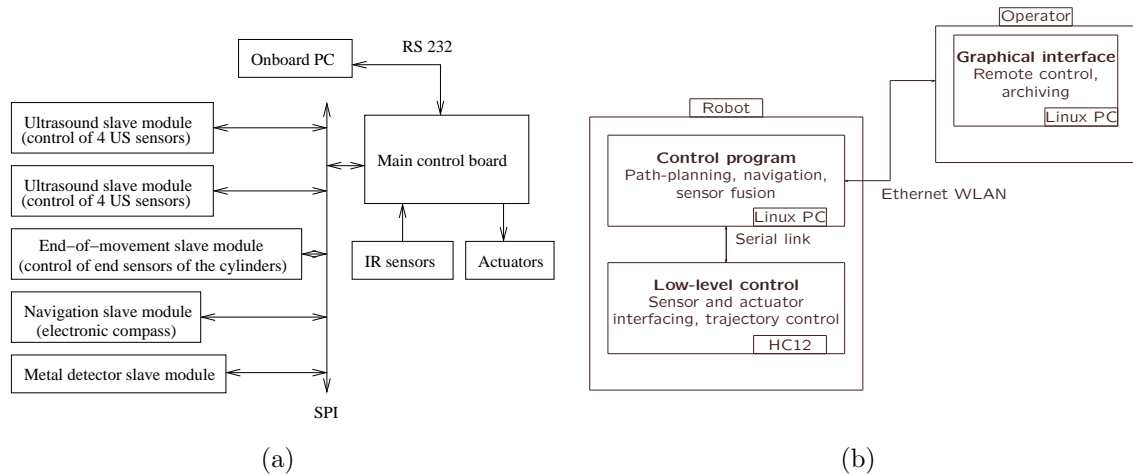 RS 232
Onboard PC
Ultrasound slave module
(control of 4 US sensors)
Main control board
Ultrasound slave module
(control of 4 US sensors)
End−of−movement slave module
(control of end sensors of the cylinders)
IR sensors
Actuators
Navigation slave module
(electronic compass)
Metal detector slave module
SPI
(a)
Operator
Graphical interface
Remote control,
archiving
Linux PC
Robot
Control program
Path-planning, navigation,
sensor fusion
Linux PC
Ethernet WLAN
Serial link
Low-level control
Sensor and actuator
interfacing, trajectory control
HC12
(b)